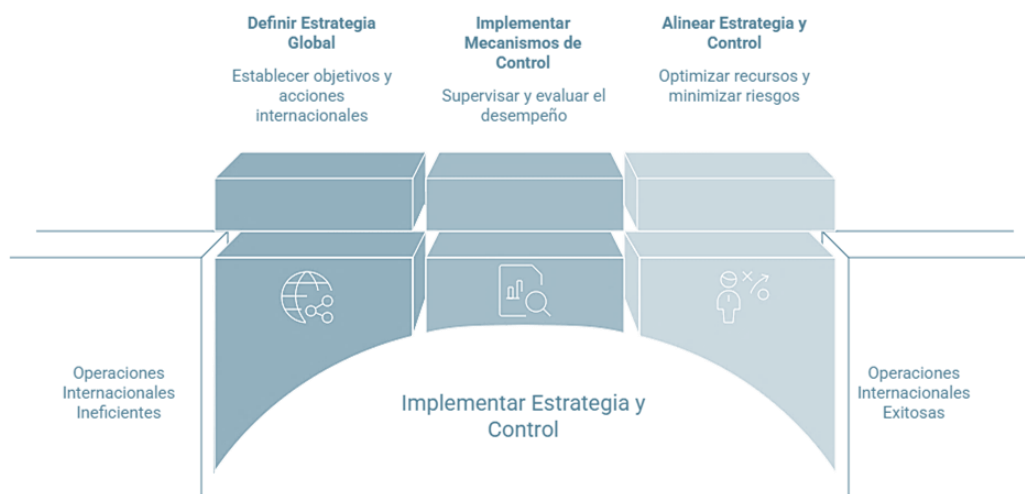 Definir Estrategia
Global
Establecer objetivos y
acciones
internacionales
Implementar
Mecanismos de
Control
Supervisar y evaluar el
desempeño
Alinear Estrategia y
Control
Optimizar recursos y
minimizar riesgos
Operaciones
Internacionales
Ineficientes
Implementar Estrategia y
Control
Operaciones
Internacionales
Exitosas